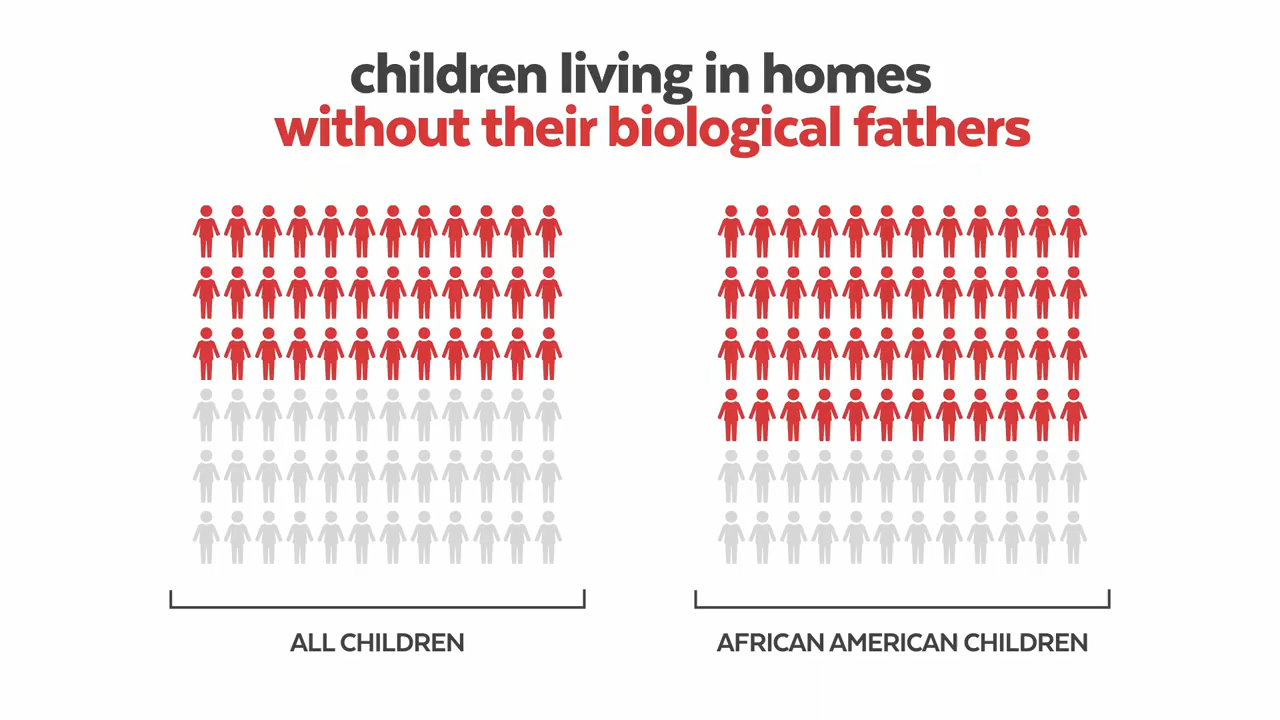 children living in homes
without their biological fathers
ALL CHILDREN
AFRICAN AMERICAN CHILDREN